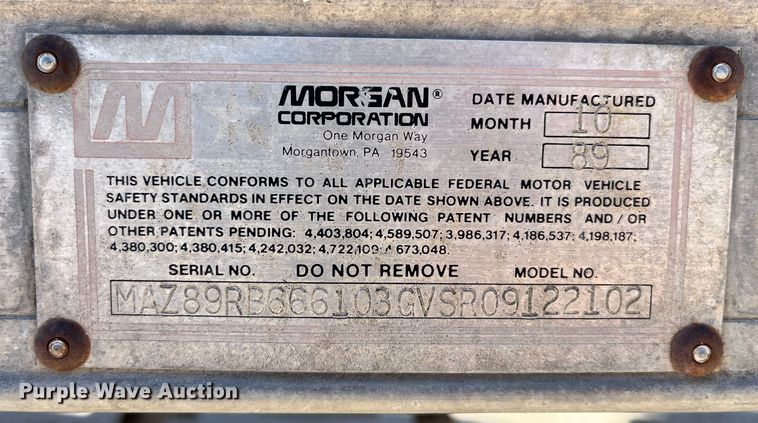 M
MORGAN®
CORPORATION
One Morgan Way
Morgantown, PA 19543
DATE MANUFACTURED
MONTH 10
YEAR 89
THIS VEHICLE CONFORMS TO ALL APPLICABLE FEDERAL MOTOR VEHICLE
SAFETY STANDARDS IN EFFECT ON THE DATE SHOWN ABOVE. IT IS PRODUCED
UNDER ONE OR MORE OF THE FOLLOWING PATENT NUMBERS AND/OR
OTHER PATENTS PENDING: 4,403,804; 4,589,507; 3,986,317; 4,186,537; 4,198,187;
4,380,300; 4,380,415; 4,242,032; 4,722,109; 4,673,048.
SERIAL NO. DO NOT REMOVE MODEL NO.
MAZ89RB666103GVSR09122102
Purple Wave Auction